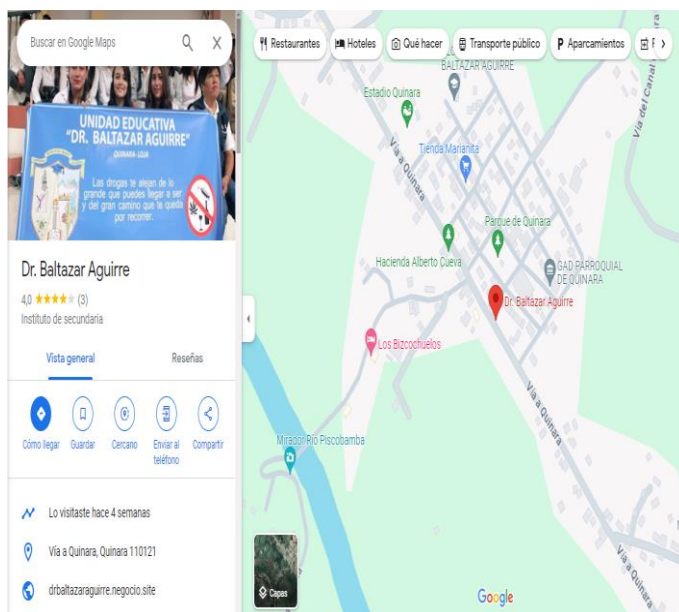 Buscar en Google Maps
UNIDAD EDUCATIVA
"DR. BALTAZAR AGUIRRE"
QUINARA-LOJA
Las drogas te alejan de lo
grande que puedes llegar a ser
y del gran camino que te queda
por recorrer.
Dr. Baltazar Aguirre
4,0 (3)
Instituto de secundaria
Vista general
Reseñas
Cómo llegar
Guardar
Cercano
Enviar al
teléfono
Compartir
Lo visitaste hace 4 semanas
Vía a Quinara, Quinara 110121
drbaltazaraguirre.negocio.site
Restaurantes
Hoteles
Qué hacer
Transporte público
P Aparcamientos
BALTAZAR AGUIRRE
Estadio Quinara
Vía del Canal
Tienda Marianita
Vía a Quinara
Parque de Quinara
Hacienda Alberto Cueva
GAD PARROQUIAL
DE QUINARA
Dr. Baltazar Aguirre
Los Bizcochuelos
Vía a Quinara
Mirador Río Piscobamba
Vía a Quinara
Capas
Google